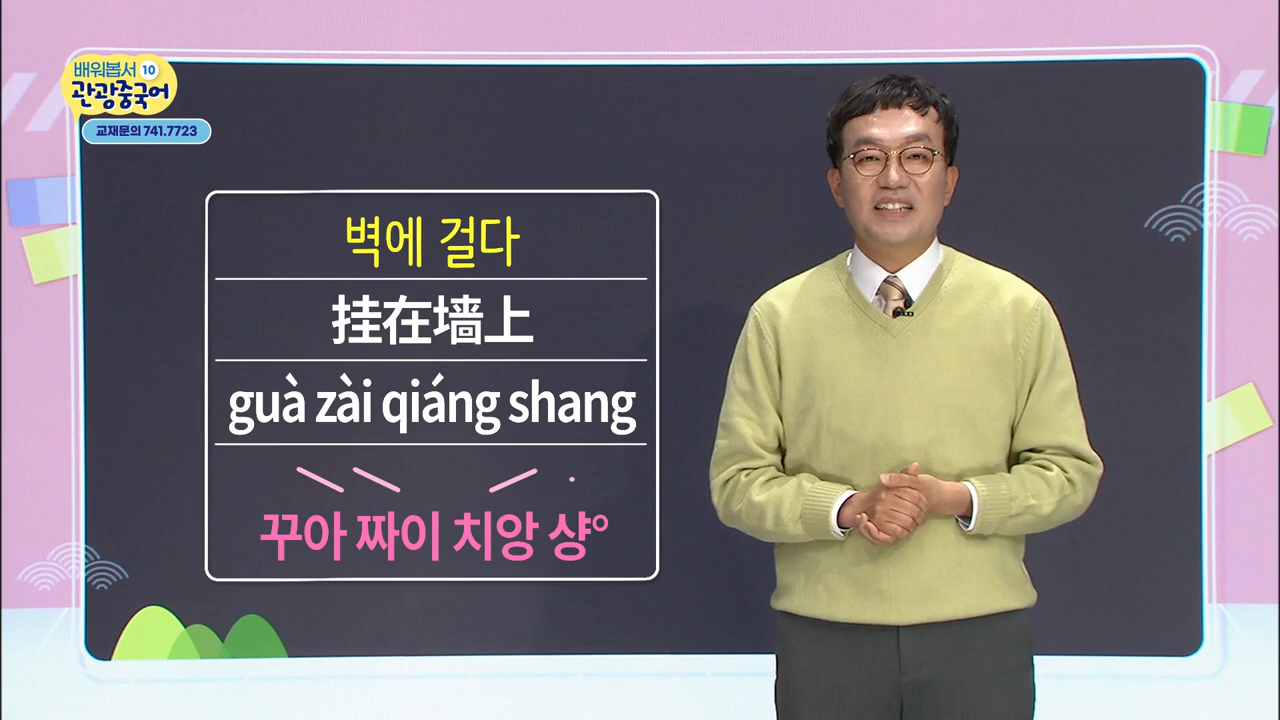 배워봅서 10
관광중국어
교재문의 741.7723
벽에 걸다
挂在墙上
guà zài qiáng shang
꾸아 짜이 치앙 샹°